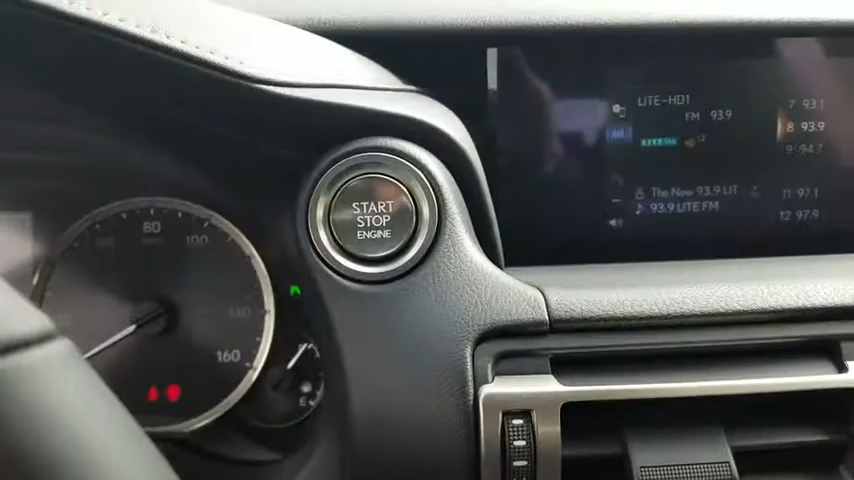 START
STOP
ENGINE
80
100
160
E
LITE-HD1
FM 93.9
7 93.1
8 93.9
9 94.7
The New 93.9 LIT
93.9 LITE FM
11 97.1
12 97.9